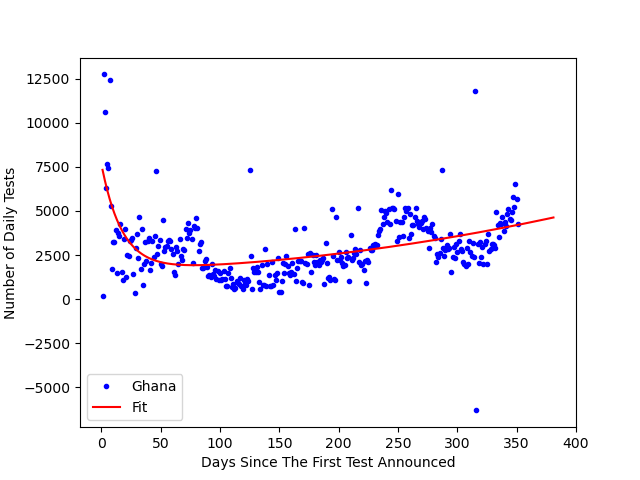 12500
10000
7500
5000
2500
0
−2500
−5000
Number of Daily Tests
Ghana
Fit
0 50 100 150 200 250 300 350 400
Days Since The First Test Announced